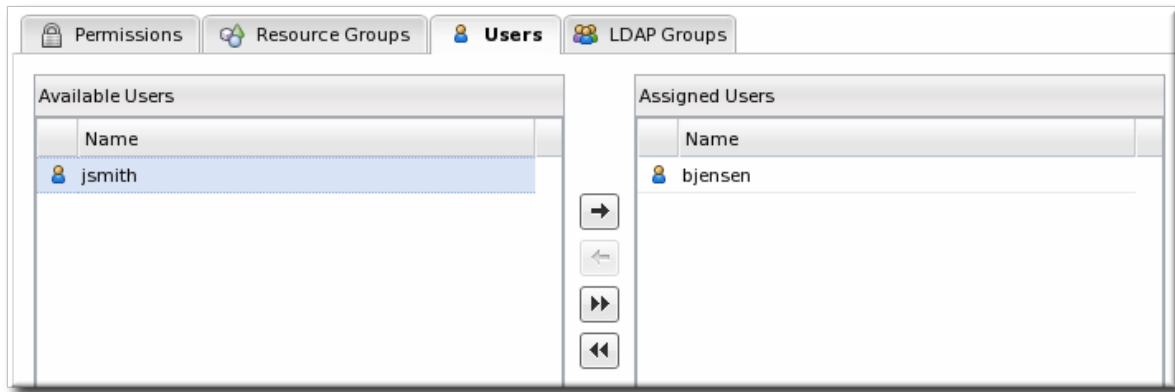 Permissions Resource Groups Users LDAP Groups
Available Users Assigned Users
Name Name
jsmith bjensen